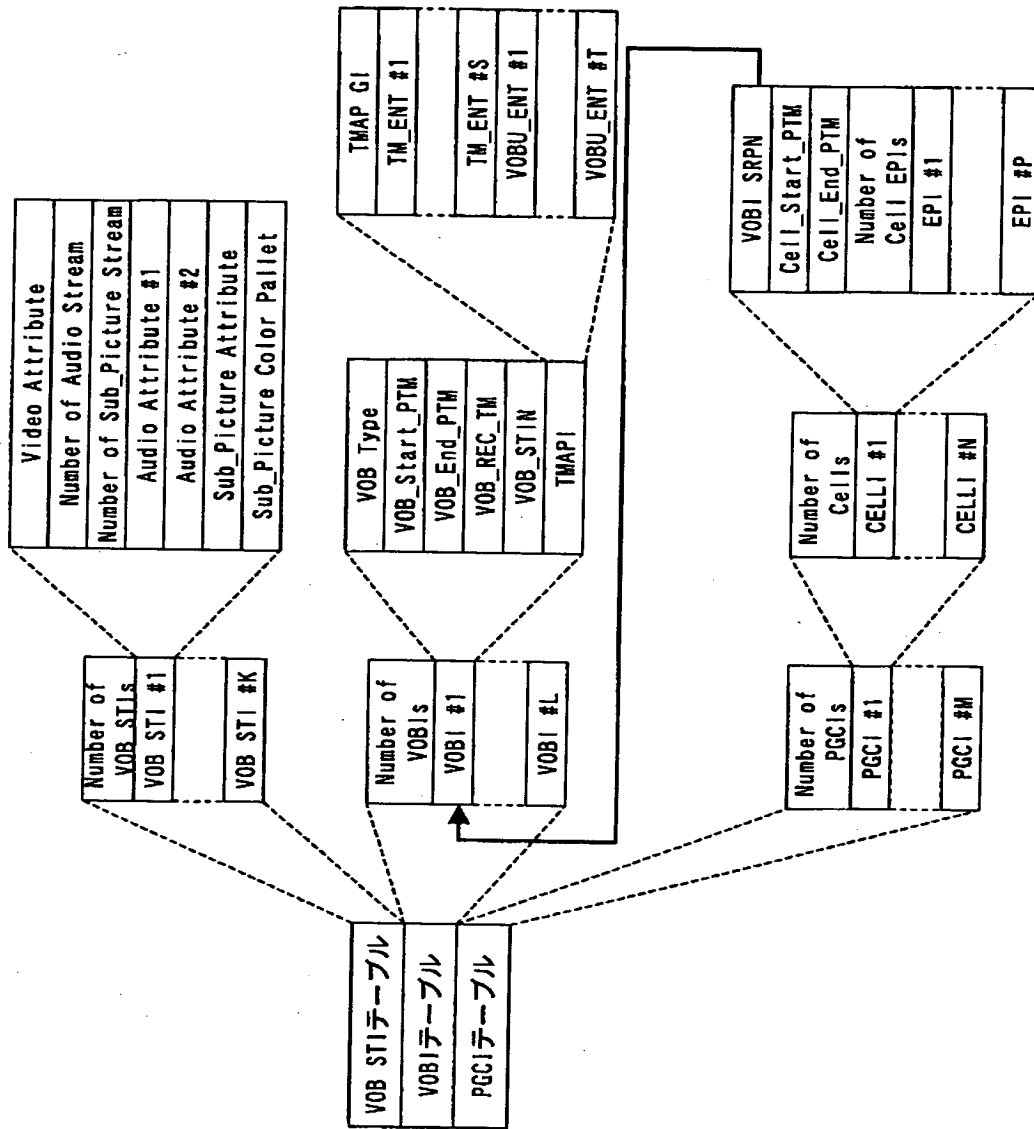 VOB STIテーブル
VOBIテーブル
PGCIテーブル
Number of
VOB STIs
VOB STI #1
VOB STI #K
Video Attribute
Number of Audio Stream
Number of Sub_Picture Stream
Audio Attribute #1
Audio Attribute #2
Sub_Picture Attribute
Sub_Picture Color Pallet
Number of
VOBIs
VOBI #1
VOBI #L
VOB Type
VOB_Start_PTM
VOB_End_PTM
VOB_REC_TM
VOB_STIN
TMAPI
TMAP GI
TM_ENT #1
TM_ENT #S
VOBU_ENT #1
VOBU_ENT #T
Number of
PGCIs
PGCI #1
PGCI #M
Number of
Cells
CELLI #1
CELLI #N
VOBI SRPN
Cell_Start_PTM
Cell_End_PTM
Number of
Cell EPIs
EPI #1
EPI #P